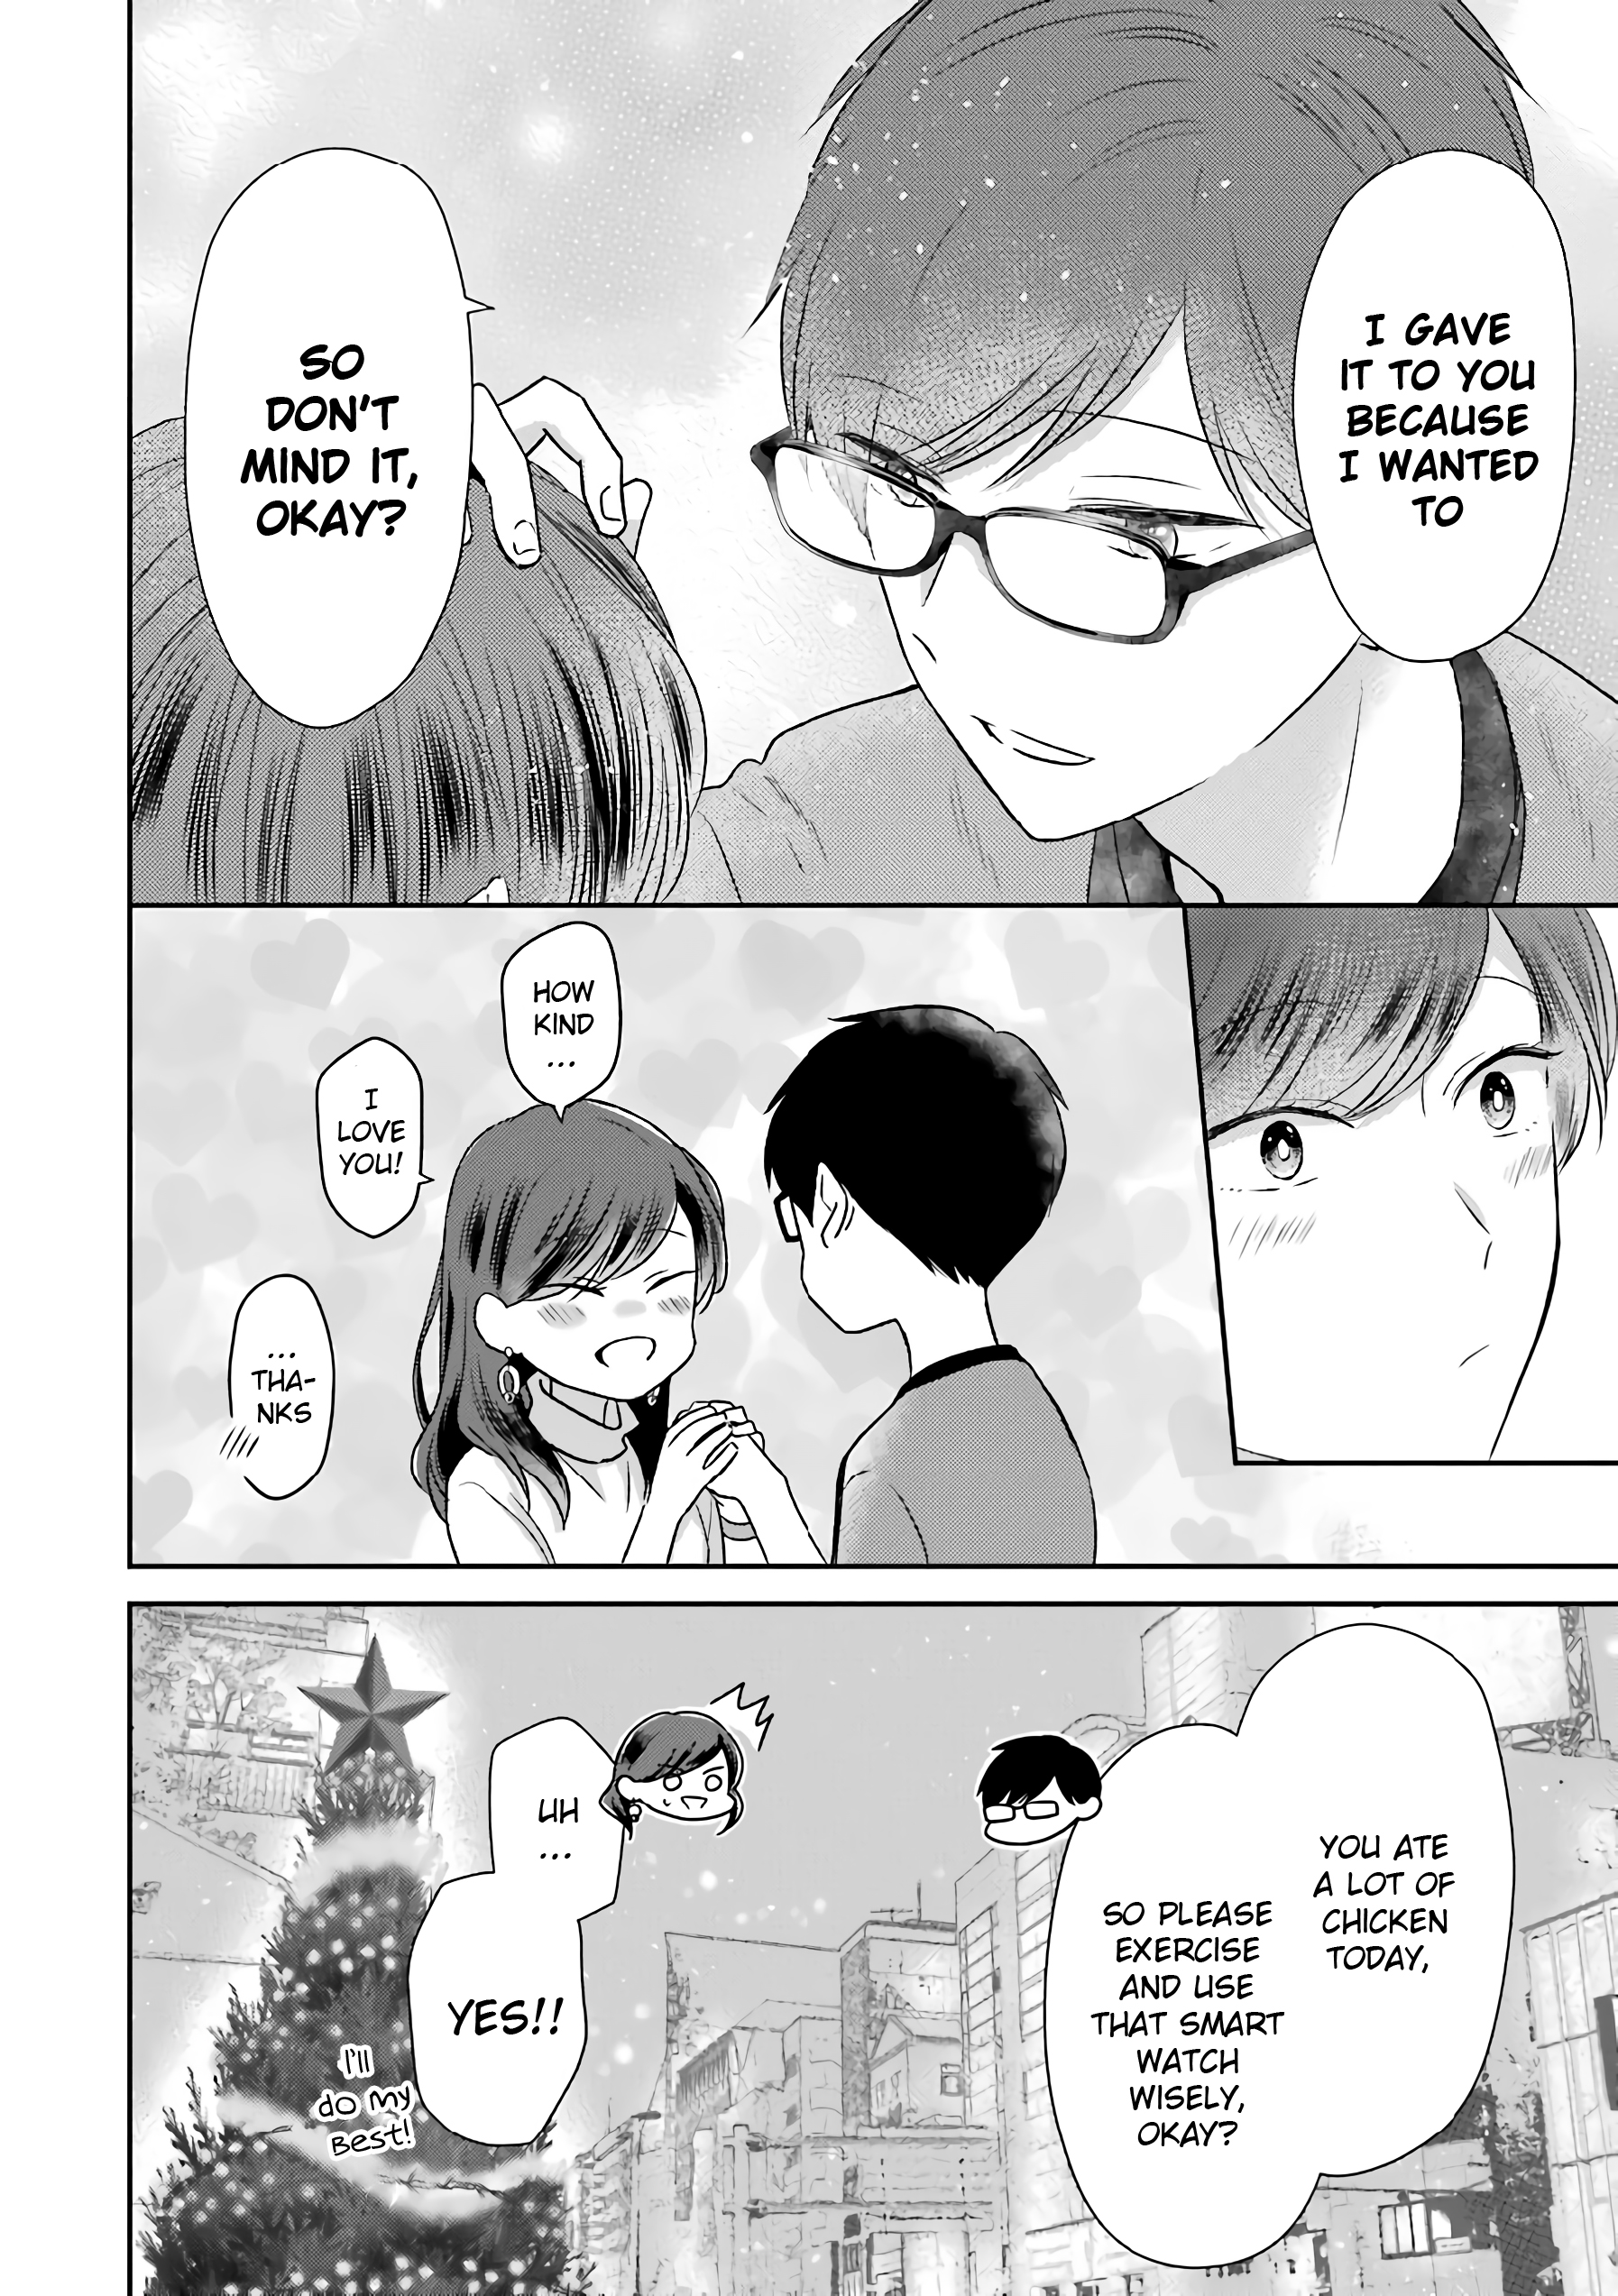 I GAVE
IT TO YOU
BECAUSE
I WANTED
TO
SO
DON'T
MIND IT,
OKAY?
HOW
KIND
...
I
LOVE
YOU!
...
THA-
NKS
YOU ATE
A LOT OF
CHICKEN
TODAY,
SO PLEASE
EXERCISE
AND USE
THAT SMART
WATCH
WISELY,
OKAY?
UH
...
YES!!
I'll
do my
Best!